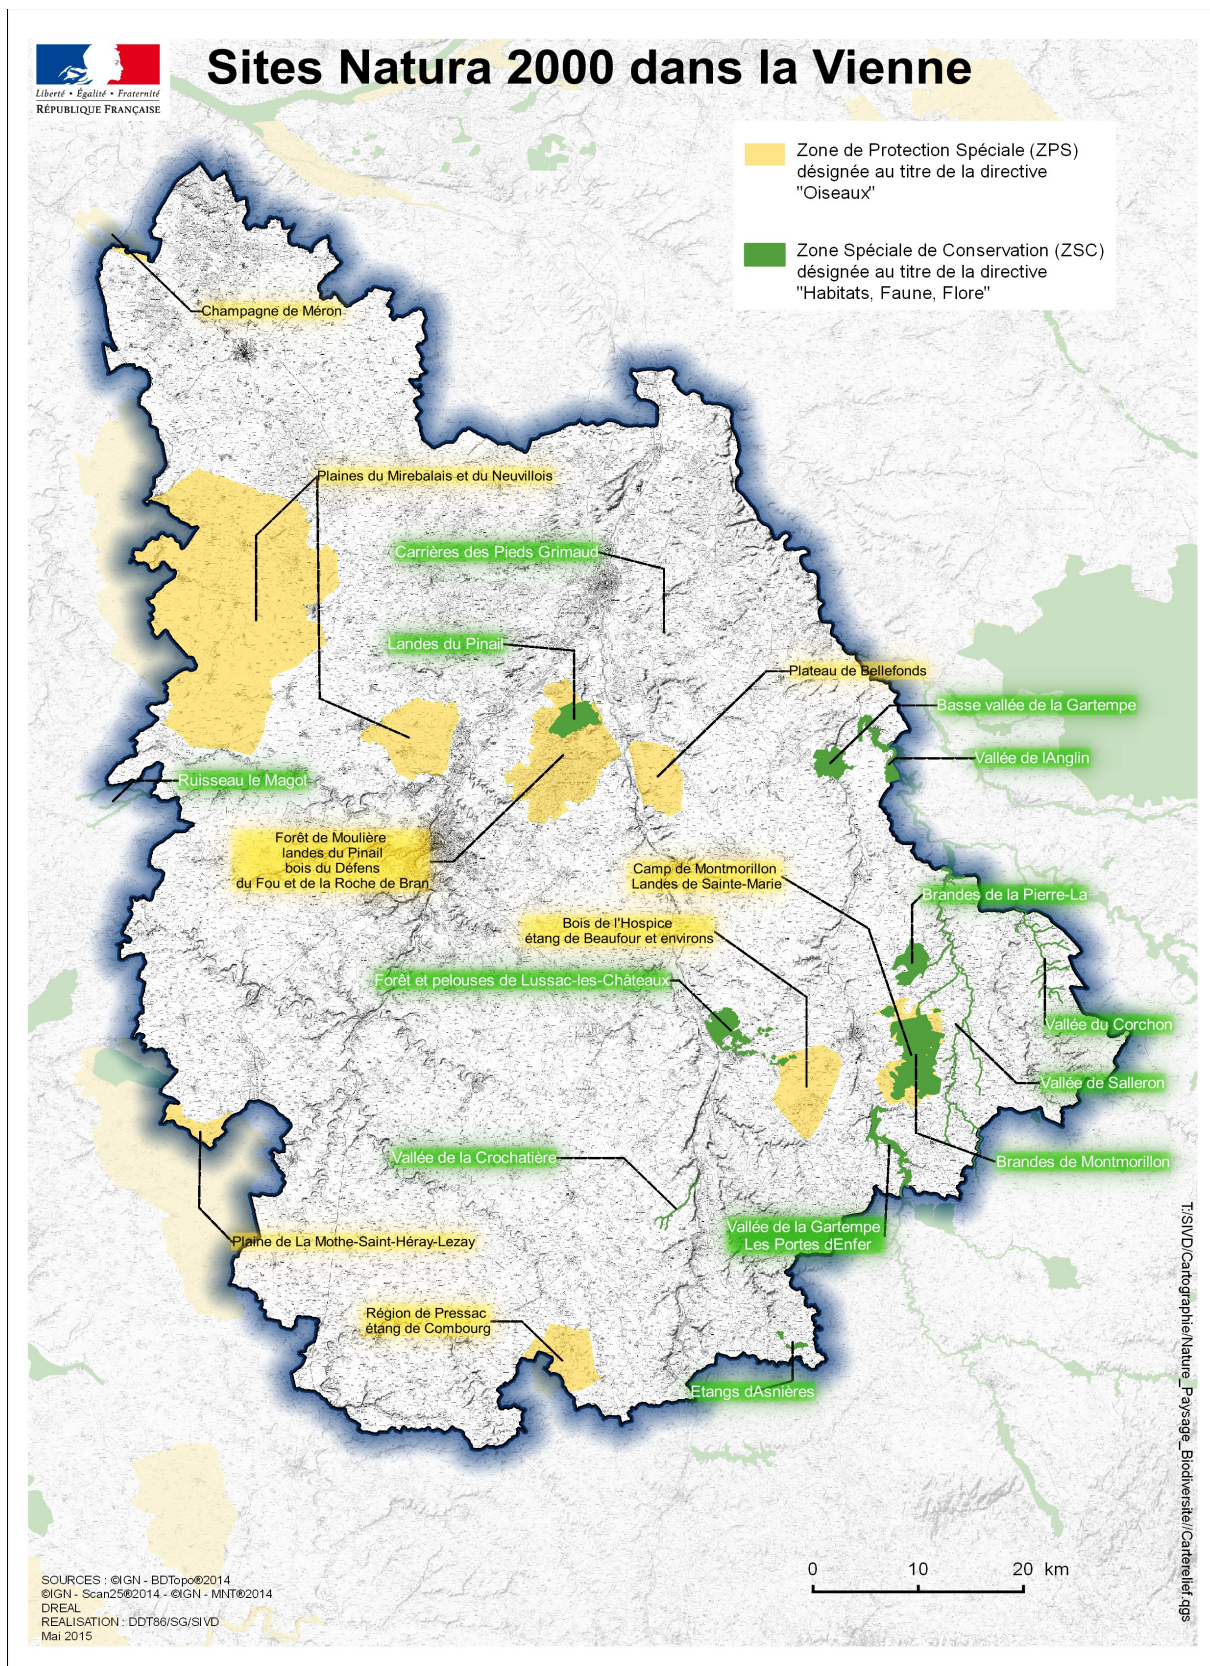 Sites Natura 2000 dans la Vienne
Liberté • Égalité • Fraternité
RÉPUBLIQUE FRANÇAISE
Zone de Protection Spéciale (ZPS)
désignée au titre de la directive
"Oiseaux"
Zone Spéciale de Conservation (ZSC)
désignée au titre de la directive
"Habitats, Faune, Flore"
Champagne de Méron
Plaines du Mirebalais et du Neuvillois
Carrières des Pieds Grimaud
Landes du Pinail
Plateau de Bellefonds
Basse vallée de la Gartempe
Vallée de lAnglin
Ruisseau le Magot
Forêt de Moulière
landes du Pinail
bois du Défens
du Fou et de la Roche de Bran
Camp de Montmorillon
Landes de Sainte-Marie
Brandes de la Pierre-La
Bois de l'Hospice
étang de Beaufour et environs
Forêt et pelouses de Lussac-les-Châteaux
Vallée du Corchon
Vallée de Salleron
Vallée de la Crochatière
Brandes de Montmorillon
Vallée de la Gartempe
Les Portes dEnfer
Plaine de La Mothe-Saint-Héray-Lezay
Région de Pressac
étang de Combourg
Etangs dAsnières
T:/SIVD/Cartographie/Nature_Paysage_Biodiversite//Carterelief.qgs
0 10 20 km
SOURCES : ©IGN - BDTopo®2014
©IGN - Scan25®2014 - ©IGN - MNT®2014
DREAL
REALISATION : DDT86/SG/SIVD
Mai 2015